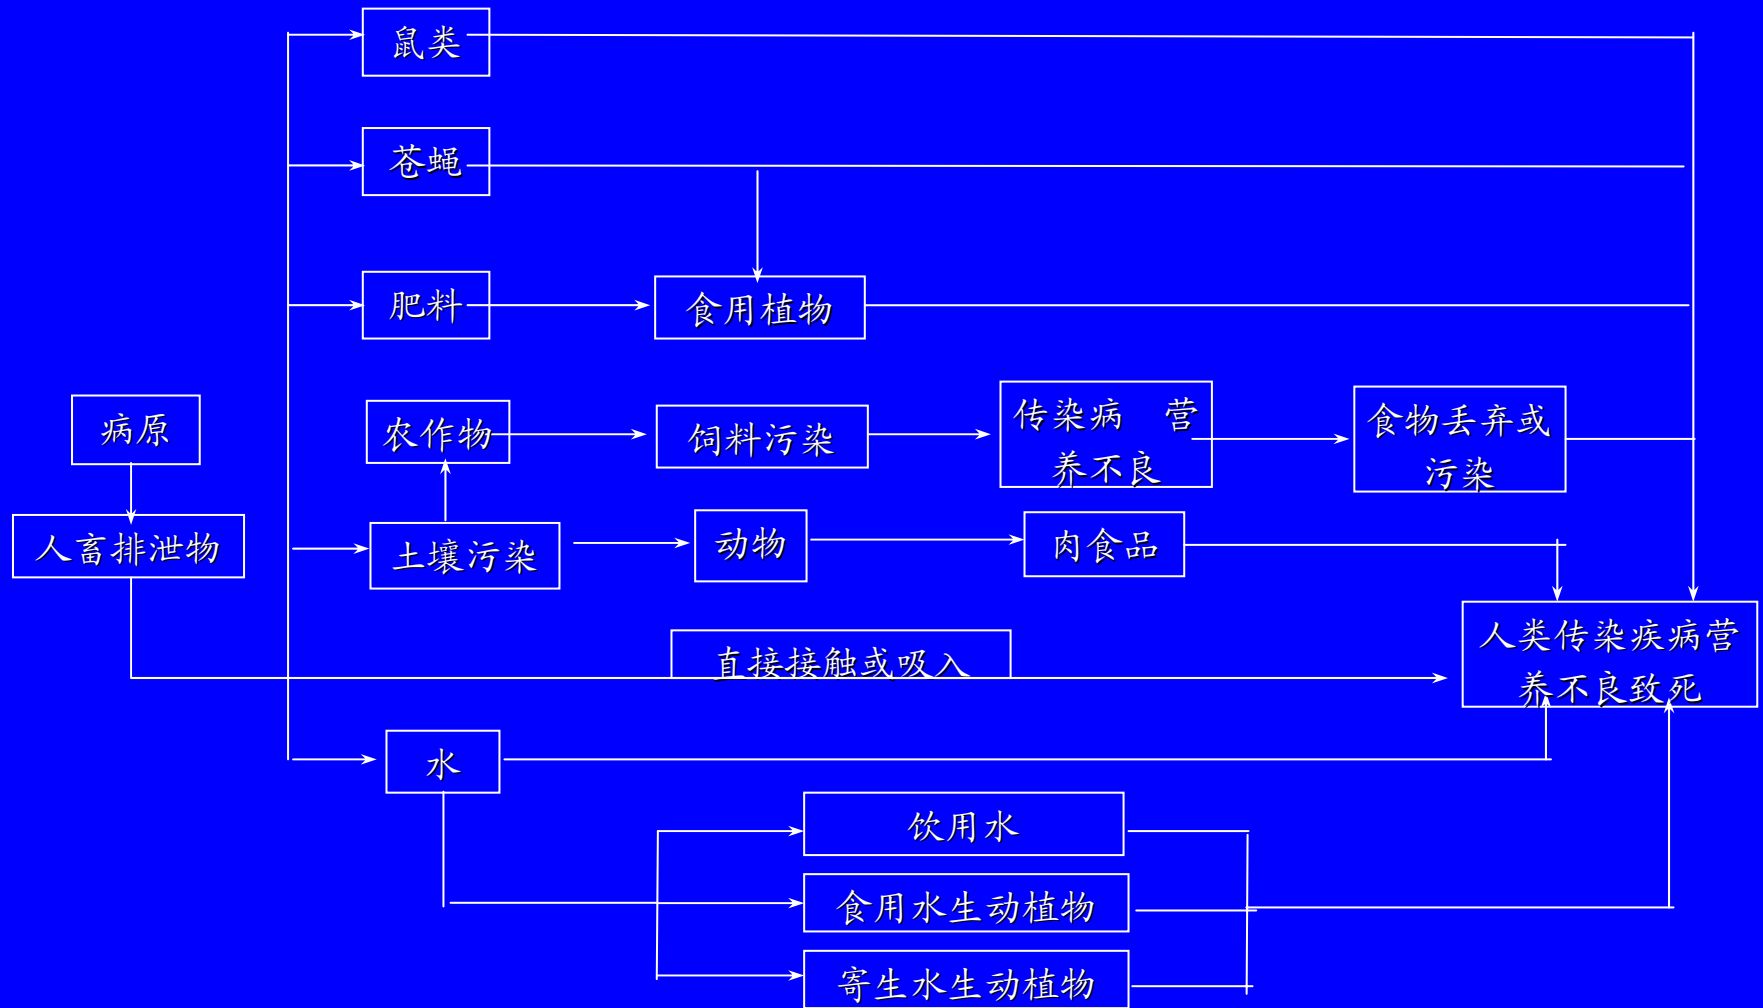 鼠类
苍蝇
肥料
食用植物
病原
农作物
饲料污染
传染病 营
养不良
食物丢弃或
污染
人畜排泄物
土壤污染
动物
肉食品
直接接触或吸入
人类传染疾病营
养不良致死
水
饮用水
食用水生动植物
寄生水生动植物